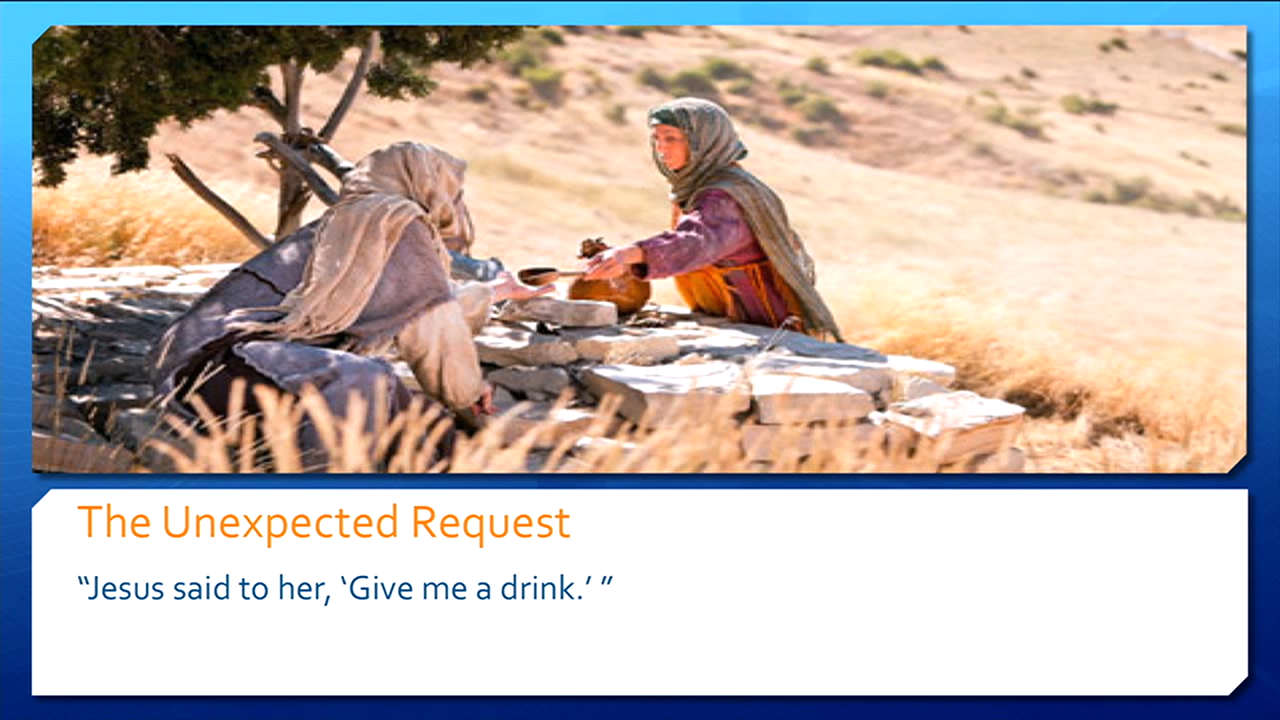 The Unexpected Request
“Jesus said to her, ‘Give me a drink.’ ”